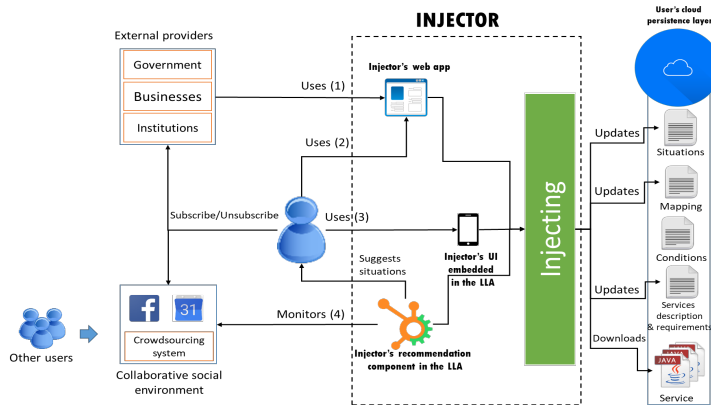 INJECTOR
User's cloud
persistence layer
External providers
Government
Businesses
Institutions
Injector's web app
Uses (1)
Uses (2)
Updates
Situations
Subscribe/Unsubscribe
Uses (3)
Injecting
Updates
Mapping
Injector's UI
embedded
in the LLA
Conditions
Suggests
situations
Updates
Services
description
& requirements
31
Monitors (4)
Crowdsourcing
system
Injector's recommendation
component in the LLA
Downloads
JAVA
Service
Other users
Collaborative social
environment